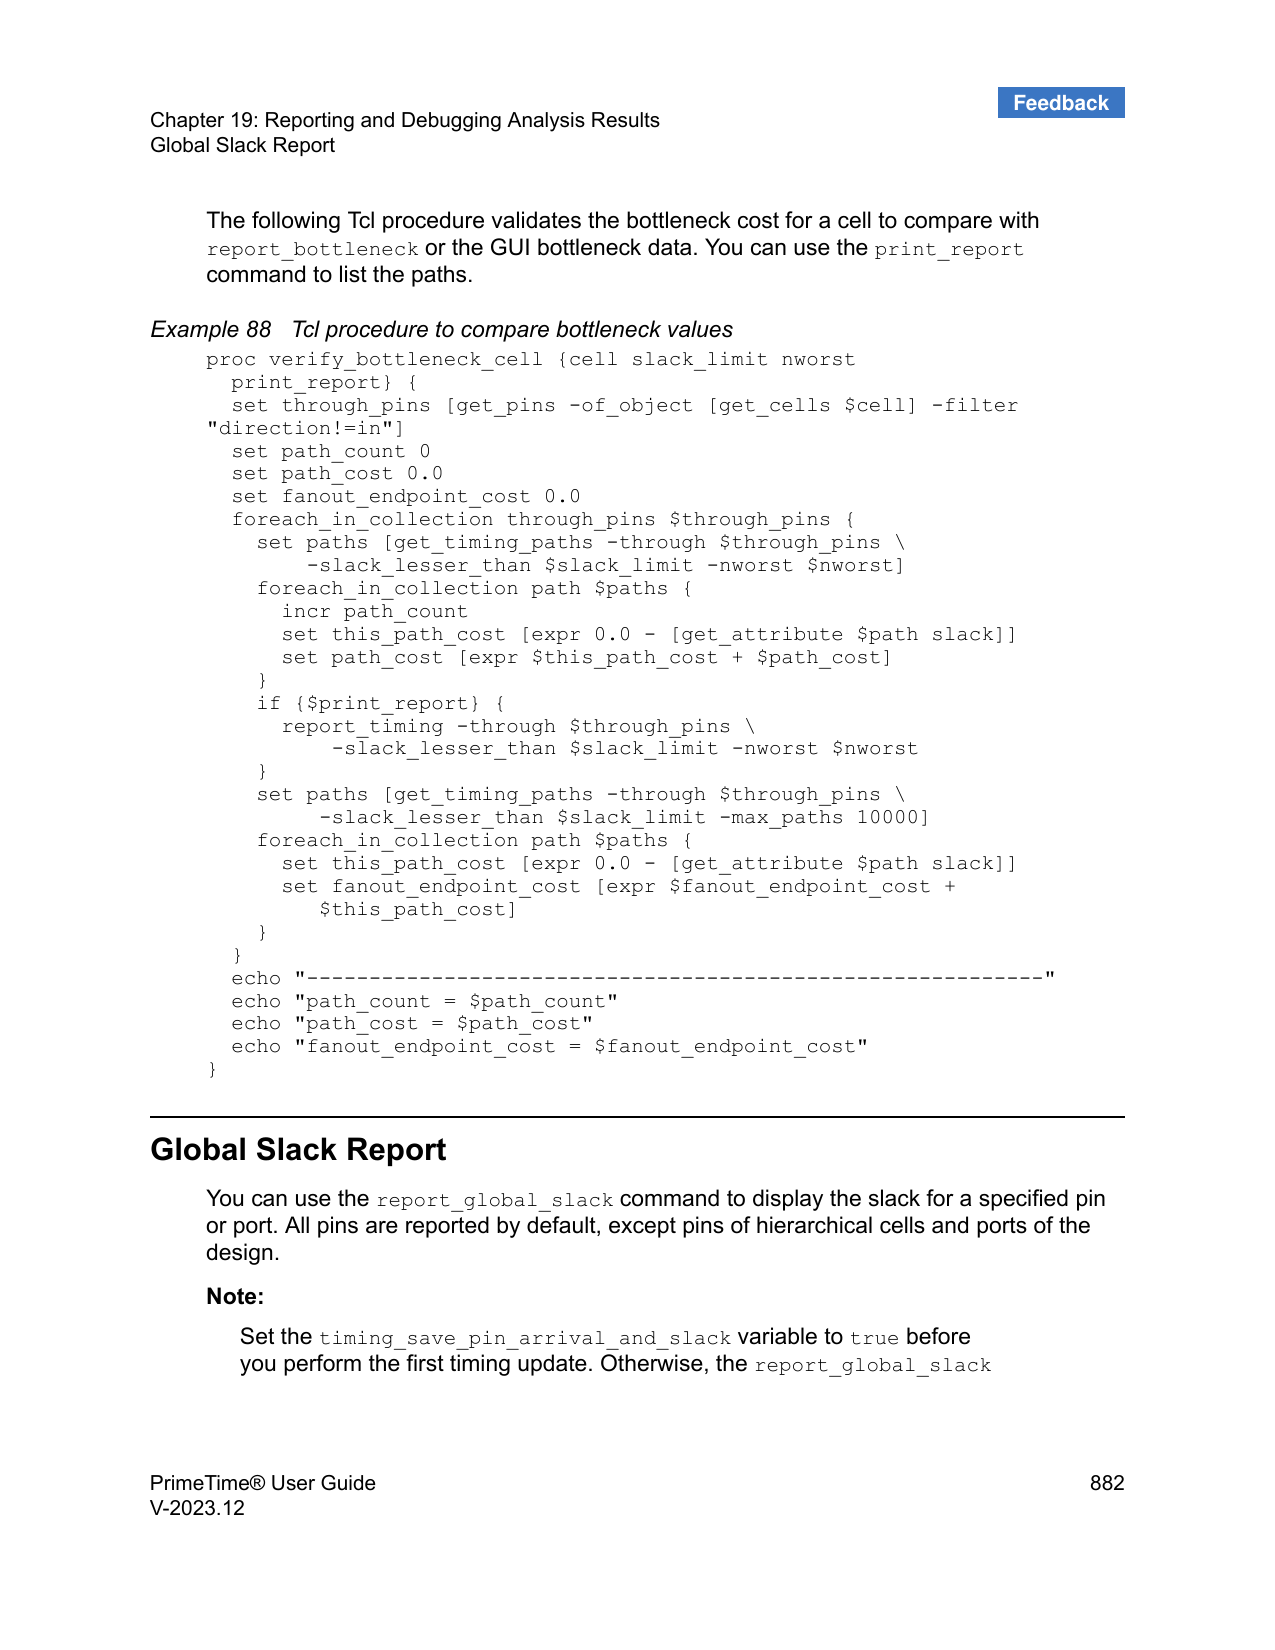 Feedback
Chapter 19: Reporting and Debugging Analysis Results
Global Slack Report
The following Tcl procedure validates the bottleneck cost for a cell to compare with
report_bottleneck or the GUI bottleneck data. You can use the print_report
command to list the paths.
Example 88 Tcl procedure to compare bottleneck values
proc verify_bottleneck_cell {cell slack_limit nworst
  print_report} {
  set through_pins [get_pins -of_object [get_cells $cell] -filter
"direction!=in"]
  set path_count 0
  set path_cost 0.0
  set fanout_endpoint_cost 0.0
  foreach_in_collection through_pins $through_pins {
    set paths [get_timing_paths -through $through_pins \
        -slack_lesser_than $slack_limit -nworst $nworst]
    foreach_in_collection path $paths {
      incr path_count
      set this_path_cost [expr 0.0 - [get_attribute $path slack]]
      set path_cost [expr $this_path_cost + $path_cost]
    }
    if {$print_report} {
      report_timing -through $through_pins \
          -slack_lesser_than $slack_limit -nworst $nworst
    }
    set paths [get_timing_paths -through $through_pins \
         -slack_lesser_than $slack_limit -max_paths 10000]
    foreach_in_collection path $paths {
      set this_path_cost [expr 0.0 - [get_attribute $path slack]]
      set fanout_endpoint_cost [expr $fanout_endpoint_cost +
         $this_path_cost]
    }
  }
  echo "-----------------------------------------------------------"
  echo "path_count = $path_count"
  echo "path_cost = $path_cost"
  echo "fanout_endpoint_cost = $fanout_endpoint_cost"
}
Global Slack Report
You can use the report_global_slack command to display the slack for a specified pin
or port. All pins are reported by default, except pins of hierarchical cells and ports of the
design.
Note:
Set the timing_save_pin_arrival_and_slack variable to true before
you perform the first timing update. Otherwise, the report_global_slack
PrimeTime® User Guide 882
V-2023.12